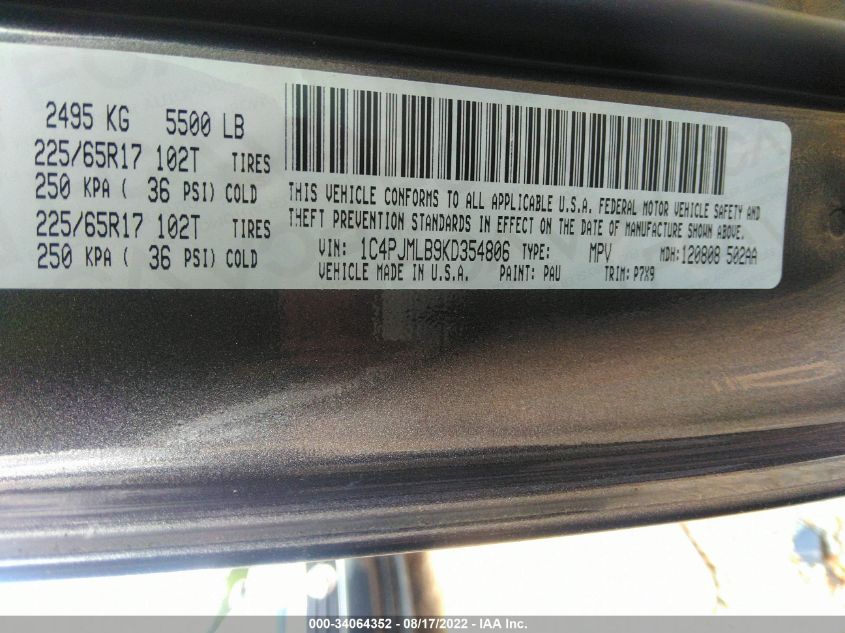 2495 KG 5500 LB
225/65R17 102T TIRES
250 KPA ( 36 PSI) COLD
225/65R17 102T TIRES
250 KPA ( 36 PSI) COLD
THIS VEHICLE CONFORMS TO ALL APPLICABLE U.S.A. FEDERAL MOTOR VEHICLE SAFETY AND
THEFT PREVENTION STANDARDS IN EFFECT ON THE DATE OF MANUFACTURE SHOWN ABOVE.
VIN: 1C4PJMLB9KD354806 TYPE: MPV MDH:120808 502AA
VEHICLE MADE IN U.S.A. PAINT: PAU TRIM: P7X9
000-34064352 - 08/17/2022 - IAA Inc.